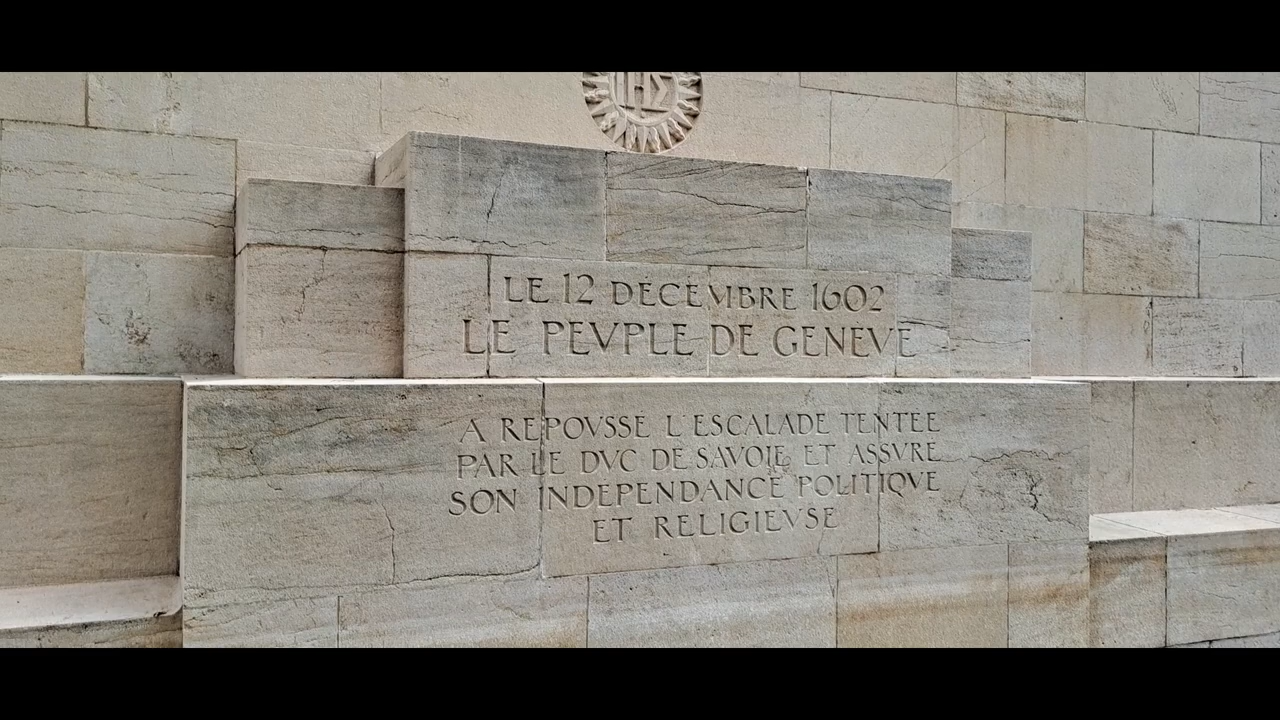 IHΣ
LE 12 DECEMBRE 1602
LE PEVPLE DE GENEVE
A REPOVSSE L'ESCALADE TENTEE
PAR LE DVC DE SAVOIE ET ASSVRE
SON INDEPENDANCE POLITIQVE
ET RELIGIEVSE